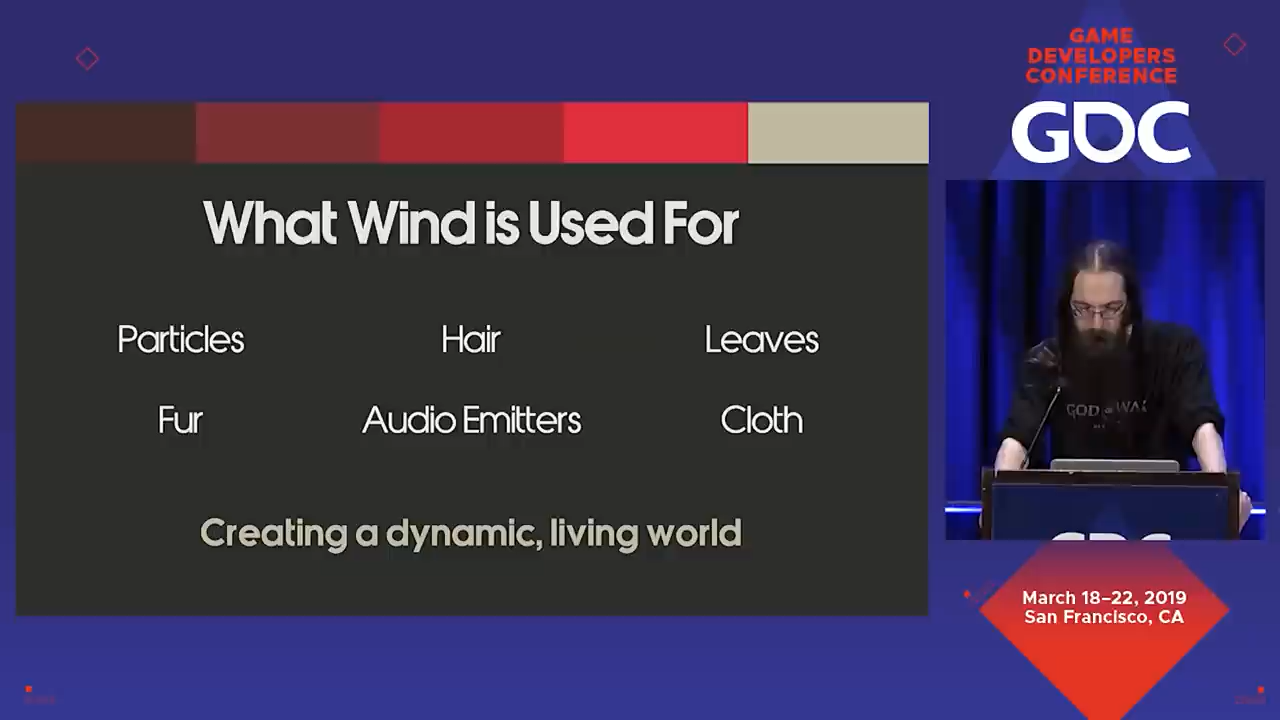 GAME
DEVELOPERS
CONFERENCE
GDC
What Wind is Used For
Particles
Hair
Leaves
Fur
Audio Emitters
Cloth
Creating a dynamic, living world
GOD OF WAR
GDC
March 18–22, 2019
San Francisco, CA